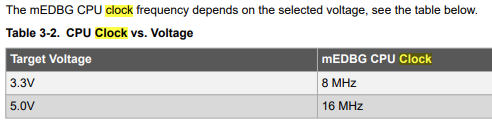 The mEDBG CPU clock frequency depends on the selected voltage, see the table below.
Table 3-2. CPU Clock vs. Voltage
Target Voltage mEDBG CPU Clock
3.3V 8 MHz
5.0V 16 MHz